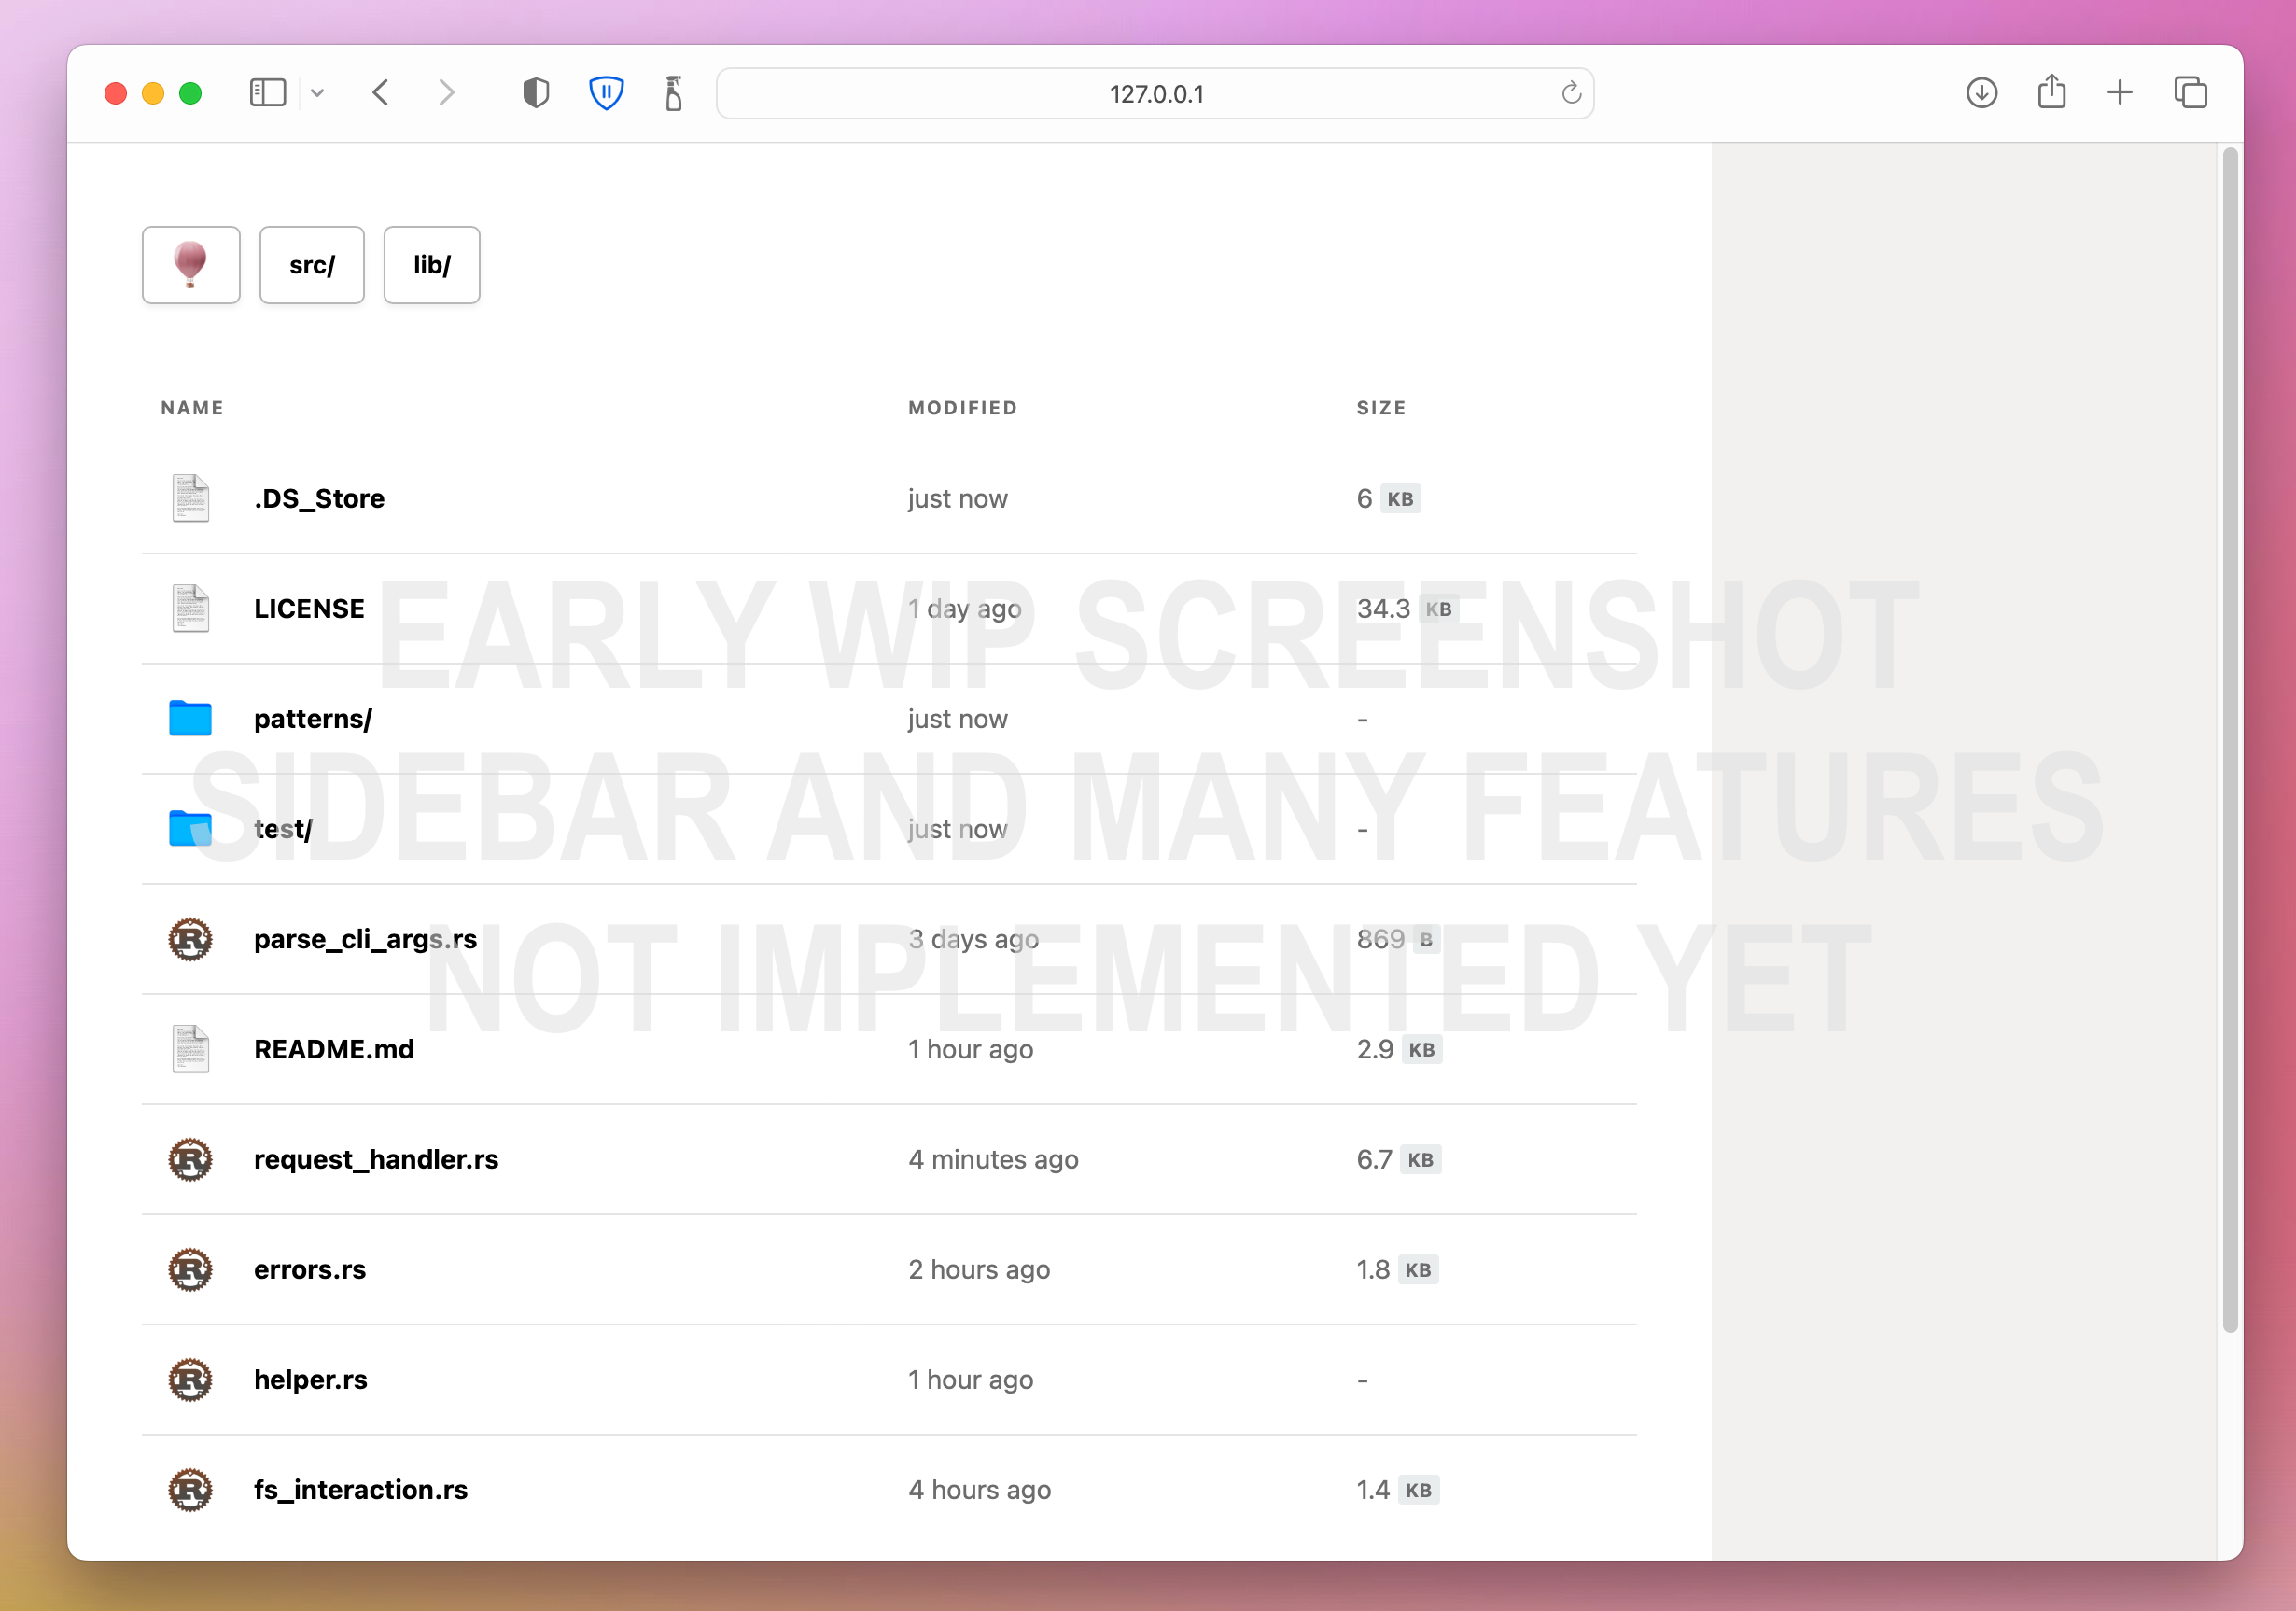 127.0.0.1
src/ lib/
NAME MODIFIED SIZE
.DS_Store just now 6 KB
LICENSE 1 day ago 34.3 KB
EARLY WIP SCREENSHOT
patterns/ just now -
SIDEBAR AND MANY FEATURES
test/ just now -
parse_cli_args.rs 3 days ago 869 B
NOT IMPLEMENTED YET
README.md 1 hour ago 2.9 KB
request_handler.rs 4 minutes ago 6.7 KB
errors.rs 2 hours ago 1.8 KB
helper.rs 1 hour ago -
fs_interaction.rs 4 hours ago 1.4 KB